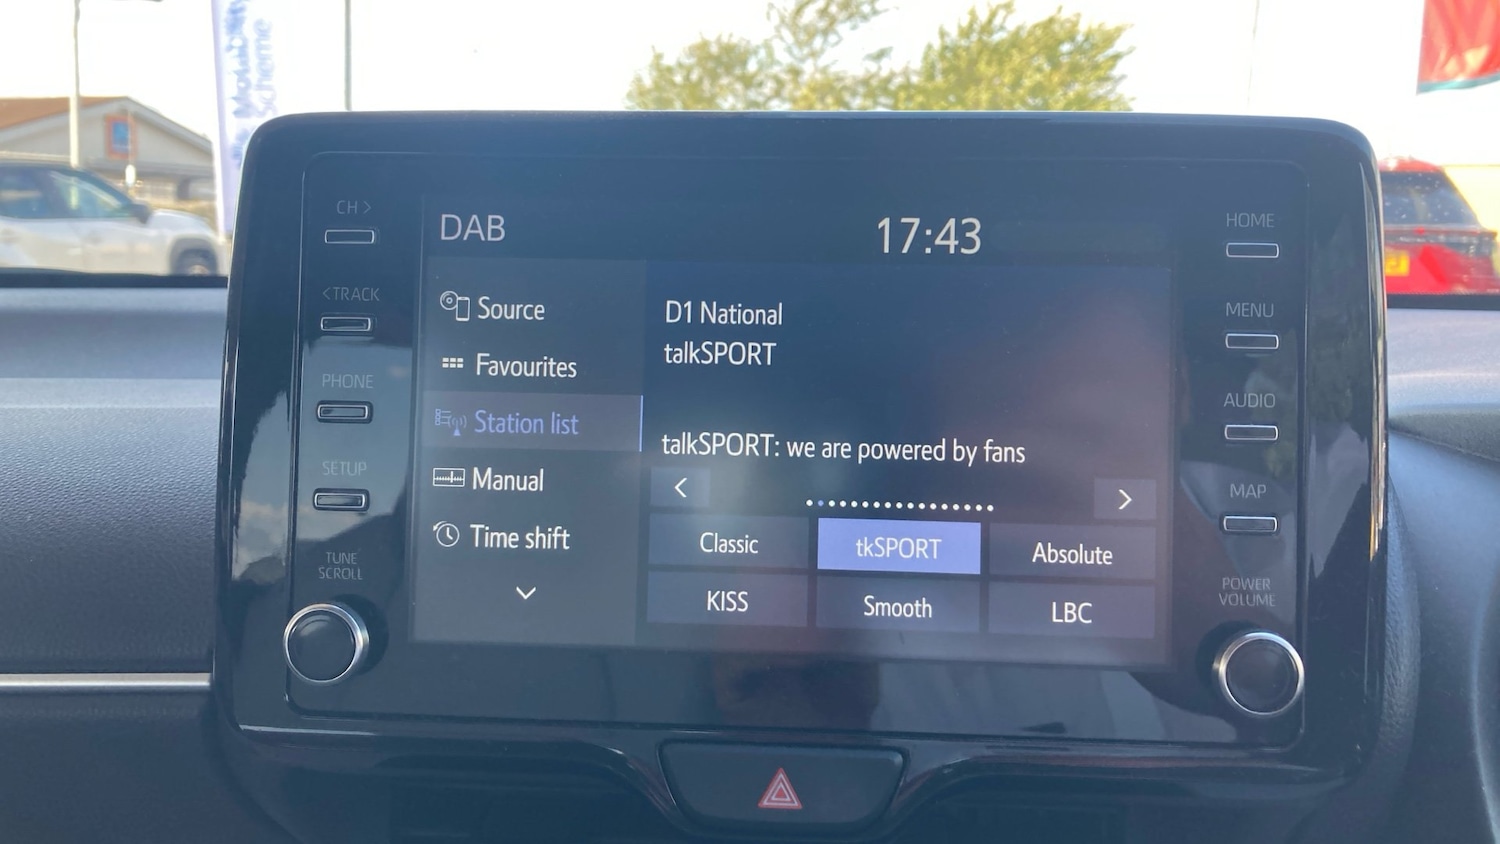 Scheme
CH >
<TRACK
PHONE
SETUP
TUNE
SCROLL
DAB
17:43
Source
Favourites
Station list
Manual
Time shift
D1 National
talkSPORT
talkSPORT: we are powered by fans
Classic
tkSPORT
Absolute
KISS
Smooth
LBC
HOME
MENU
AUDIO
MAP
POWER
VOLUME